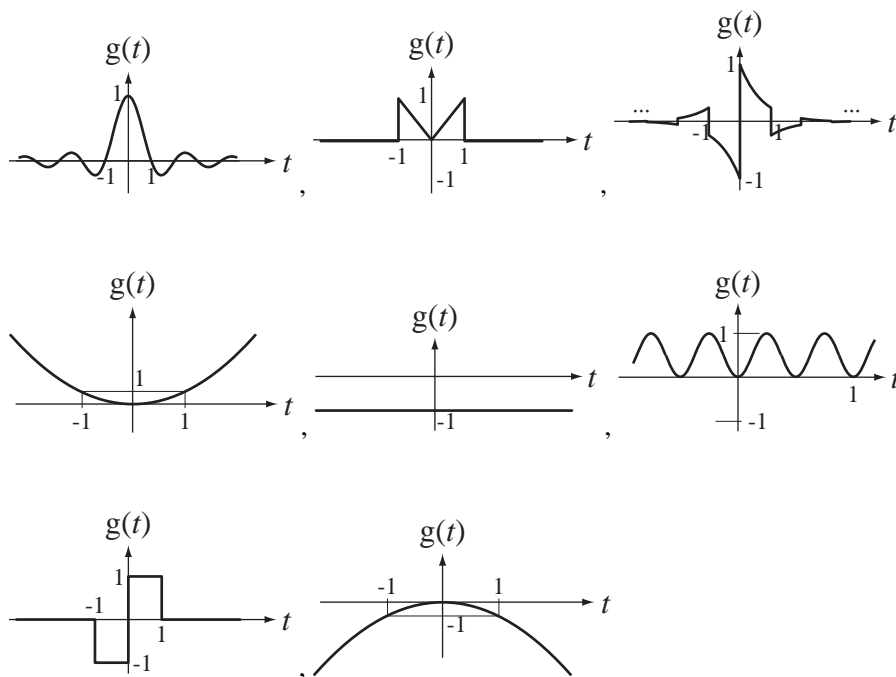 g(t) g(t) g(t)
1 1 1
... ...
-1 1 t -1 1 t -1 1 t
, -1 , -1
g(t) g(t) g(t)
1 t 1
-1 1 t , -1 , -1 1 t
g(t) g(t)
1 -1 1 t
-1 1 t -1
-1 ,